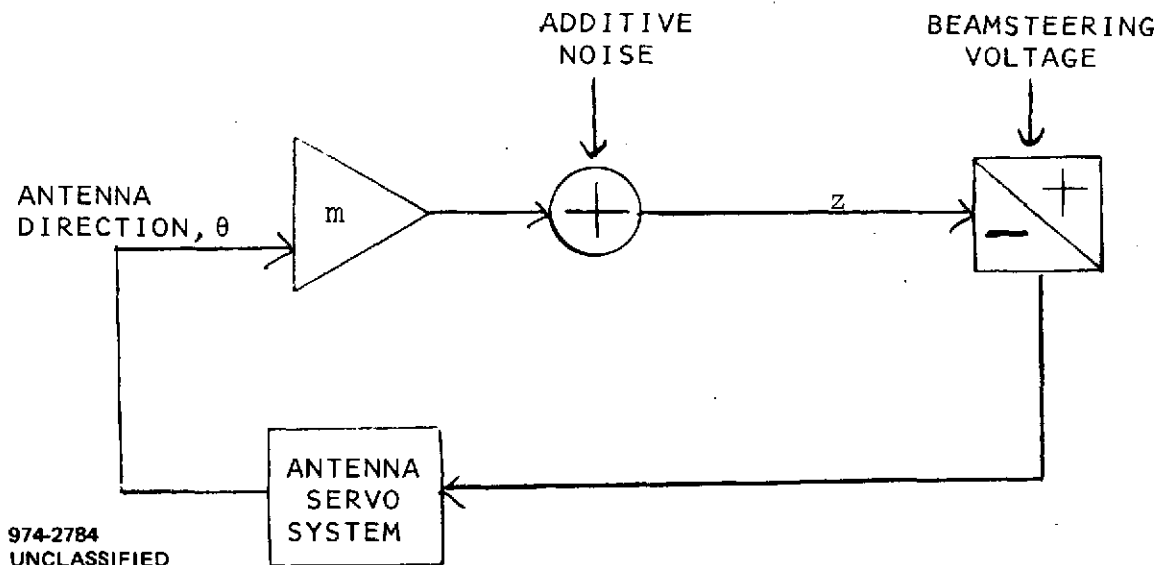 ADDITIVE
NOISE
BEAMSTEERING
VOLTAGE
ANTENNA
DIRECTION, θ
m
+
z
+
−
ANTENNA
SERVO
SYSTEM
974-2784
UNCLASSIFIED